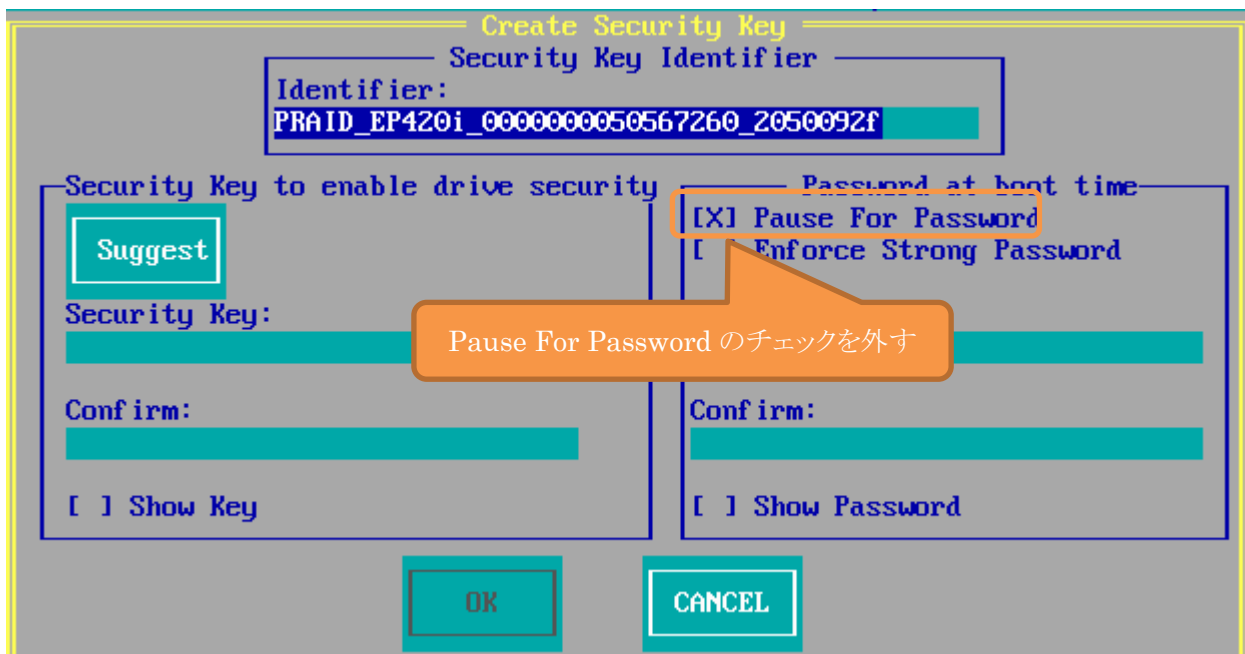 Create Security Key
Security Key Identifier
Identifier:
PRAID_EP420i_0000000050567260_2050092f
Security Key to enable drive security
Suggest
Security Key:
Confirm:
[ ] Show Key
Password at boot time
[X] Pause For Password
[ ] Enforce Strong Password
Pause For Password のチェックを外す
Confirm:
[ ] Show Password
OK
CANCEL